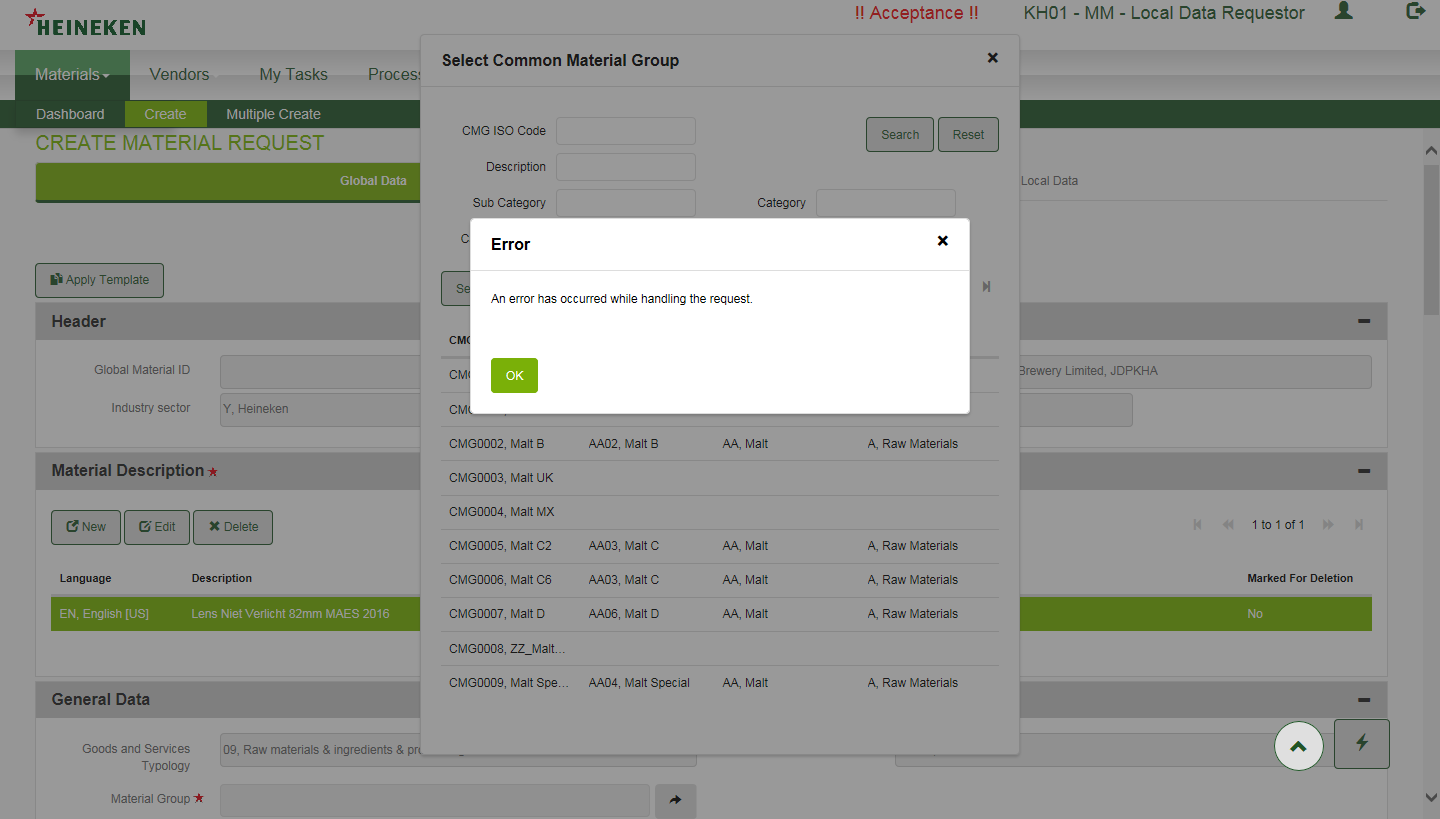 HEINEKEN
!! Acceptance !!
KH01 - MM - Local Data Requestor
Materials
Vendors
My Tasks
Process
Dashboard
Create
Multiple Create
CREATE MATERIAL REQUEST
Global Data
Local Data
Select Common Material Group
CMG ISO Code
Search
Reset
Description
Sub Category
Category
C
Se
Error
An error has occurred while handling the request.
OK
Apply Template
Header
Global Material ID
Brewery Limited, JDPKHA
Industry sector
Y, Heineken
CMG
CMG
CMG
CMG0002, Malt B AA02, Malt B AA, Malt A, Raw Materials
CMG0003, Malt UK
CMG0004, Malt MX
CMG0005, Malt C2 AA03, Malt C AA, Malt A, Raw Materials
CMG0006, Malt C6 AA03, Malt C AA, Malt A, Raw Materials
CMG0007, Malt D AA06, Malt D AA, Malt A, Raw Materials
CMG0008, ZZ_Malt...
CMG0009, Malt Spe... AA04, Malt Special AA, Malt A, Raw Materials
Material Description
New
Edit
Delete
1 to 1 of 1
Language Description Marked For Deletion
EN, English [US] Lens Niet Verlicht 82mm MAES 2016 No
General Data
Goods and Services
Typology
09, Raw materials & ingredients & pr
Material Group